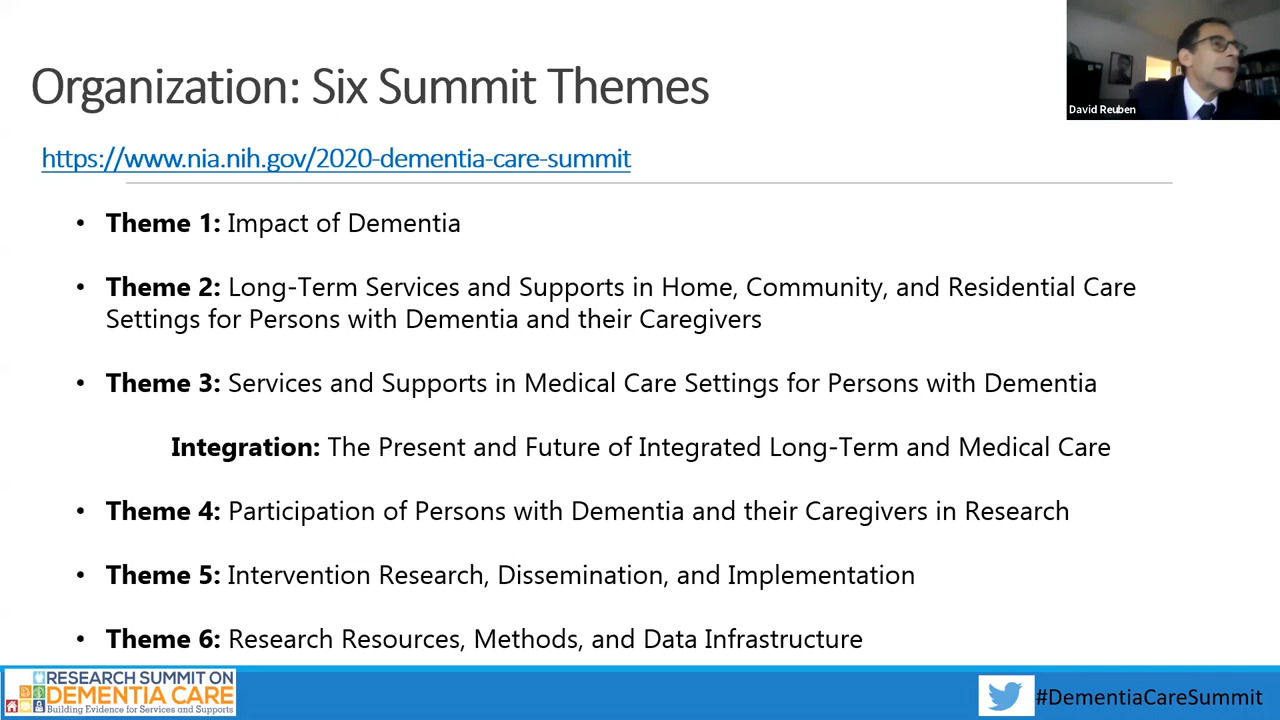 Organization: Six Summit Themes
David Reuben
https://www.nia.nih.gov/2020-dementia-care-summit
• Theme 1: Impact of Dementia
• Theme 2: Long-Term Services and Supports in Home, Community, and Residential Care
Settings for Persons with Dementia and their Caregivers
• Theme 3: Services and Supports in Medical Care Settings for Persons with Dementia
Integration: The Present and Future of Integrated Long-Term and Medical Care
• Theme 4: Participation of Persons with Dementia and their Caregivers in Research
• Theme 5: Intervention Research, Dissemination, and Implementation
• Theme 6: Research Resources, Methods, and Data Infrastructure
RESEARCH SUMMIT ON
DEMENTIA CARE
Building Evidence for Services and Supports
#DementiaCareSummit